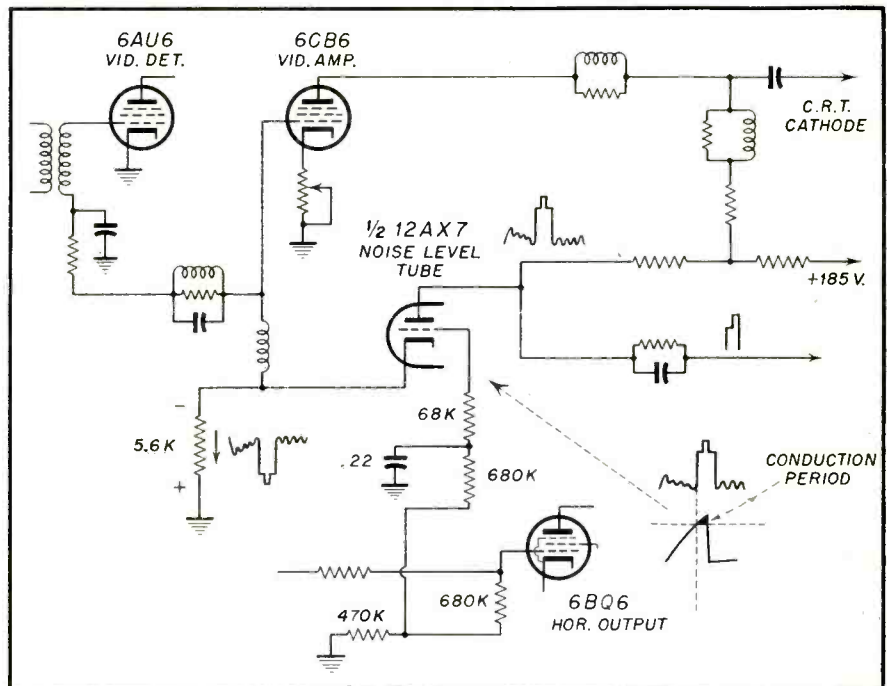 6AU6
VID. DET.
6CB6
VID. AMP.
C.R.T.
CATHODE
½ 12AX7
NOISE LEVEL
TUBE
+185 V.
5.6 K
68K
.22
680K
CONDUCTION
PERIOD
680K
470K
6BQ6
HOR. OUTPUT
−
+